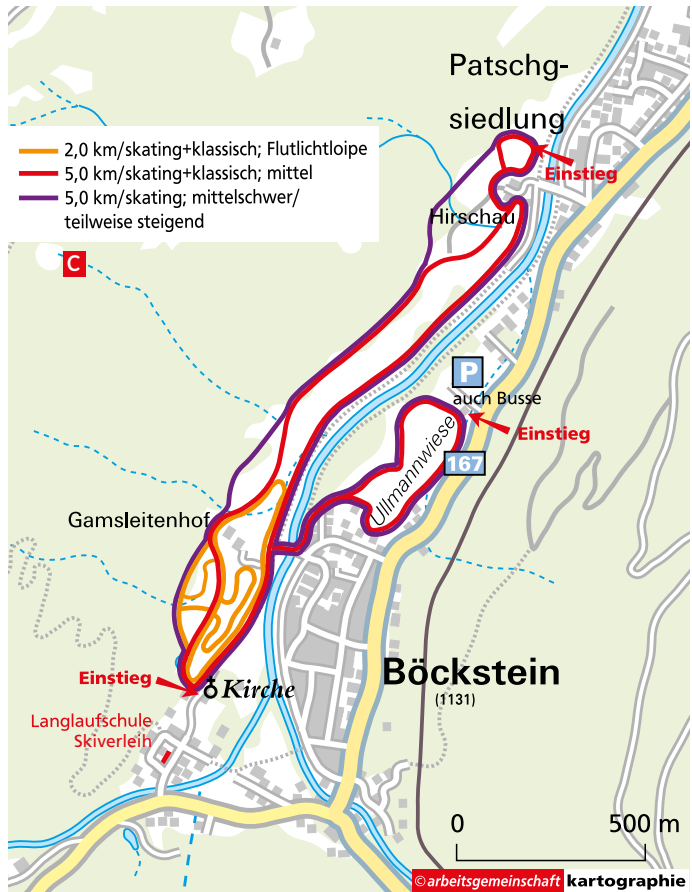 Patschg-
siedlung
2,0 km/skating+klassisch; Flutlichtloipe
5,0 km/skating+klassisch; mittel
5,0 km/skating; mittelschwer/
teilweise steigend
Einstieg
Hirschau
C
P
auch Busse
Einstieg
Ullmannwiese
167
Gamsleitenhof
Böckstein
(1131)
Einstieg
Kirche
Langlaufschule
Skiverleih
0 500 m
© arbeitsgemeinschaft kartographie